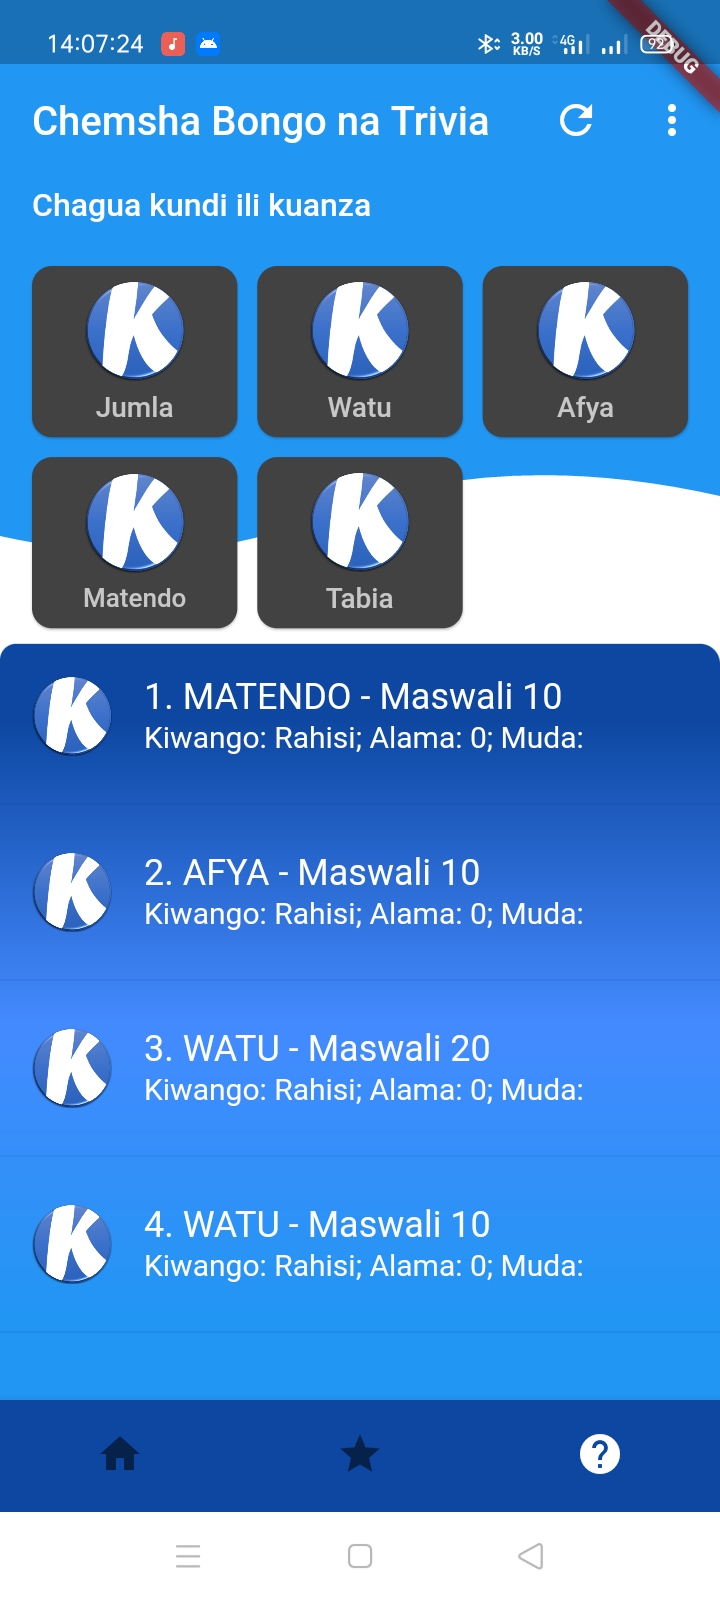 14:07:24
3.00 KB/S
4G
92
DEBUG
Chemsha Bongo na Trivia
Chagua kundi ili kuanza
K K K
Jumla Watu Afya
K K
Matendo Tabia
K
1. MATENDO - Maswali 10
Kiwango: Rahisi; Alama: 0; Muda:
K
2. AFYA - Maswali 10
Kiwango: Rahisi; Alama: 0; Muda:
K
3. WATU - Maswali 20
Kiwango: Rahisi; Alama: 0; Muda:
K
4. WATU - Maswali 10
Kiwango: Rahisi; Alama: 0; Muda:
?